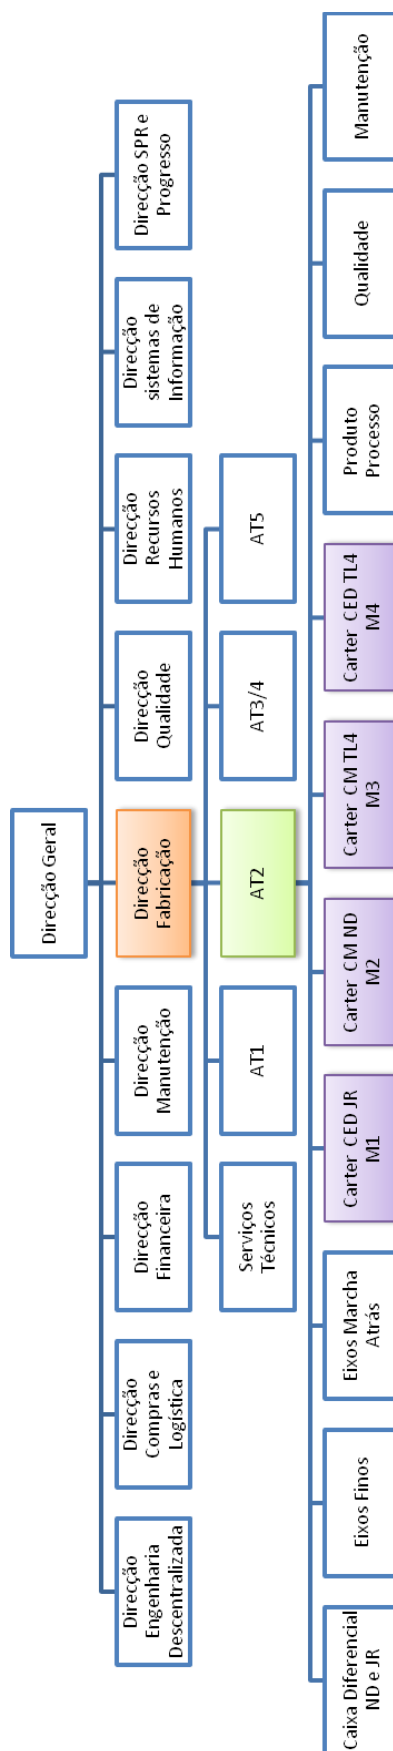 Direcção Geral
Direcção
Engenharia
Descentralizada
Direcção
Compras e
Logística
Direcção
Financeira
Direcção
Manutenção
Direcção
Fabricação
Direcção
Qualidade
Direcção
Recursos
Humanos
Direcção
sistemas de
Informação
Direcção SPR e
Progresso
Serviços
Técnicos
AT1
AT2
AT3/4
AT5
Caixa Diferencial
ND e JR
Eixos Finos
Eixos Marcha
Atrás
Carter CED JR
M1
Carter CM ND
M2
Carter CM TL4
M3
Carter CED TL4
M4
Produto
Processo
Qualidade
Manutenção